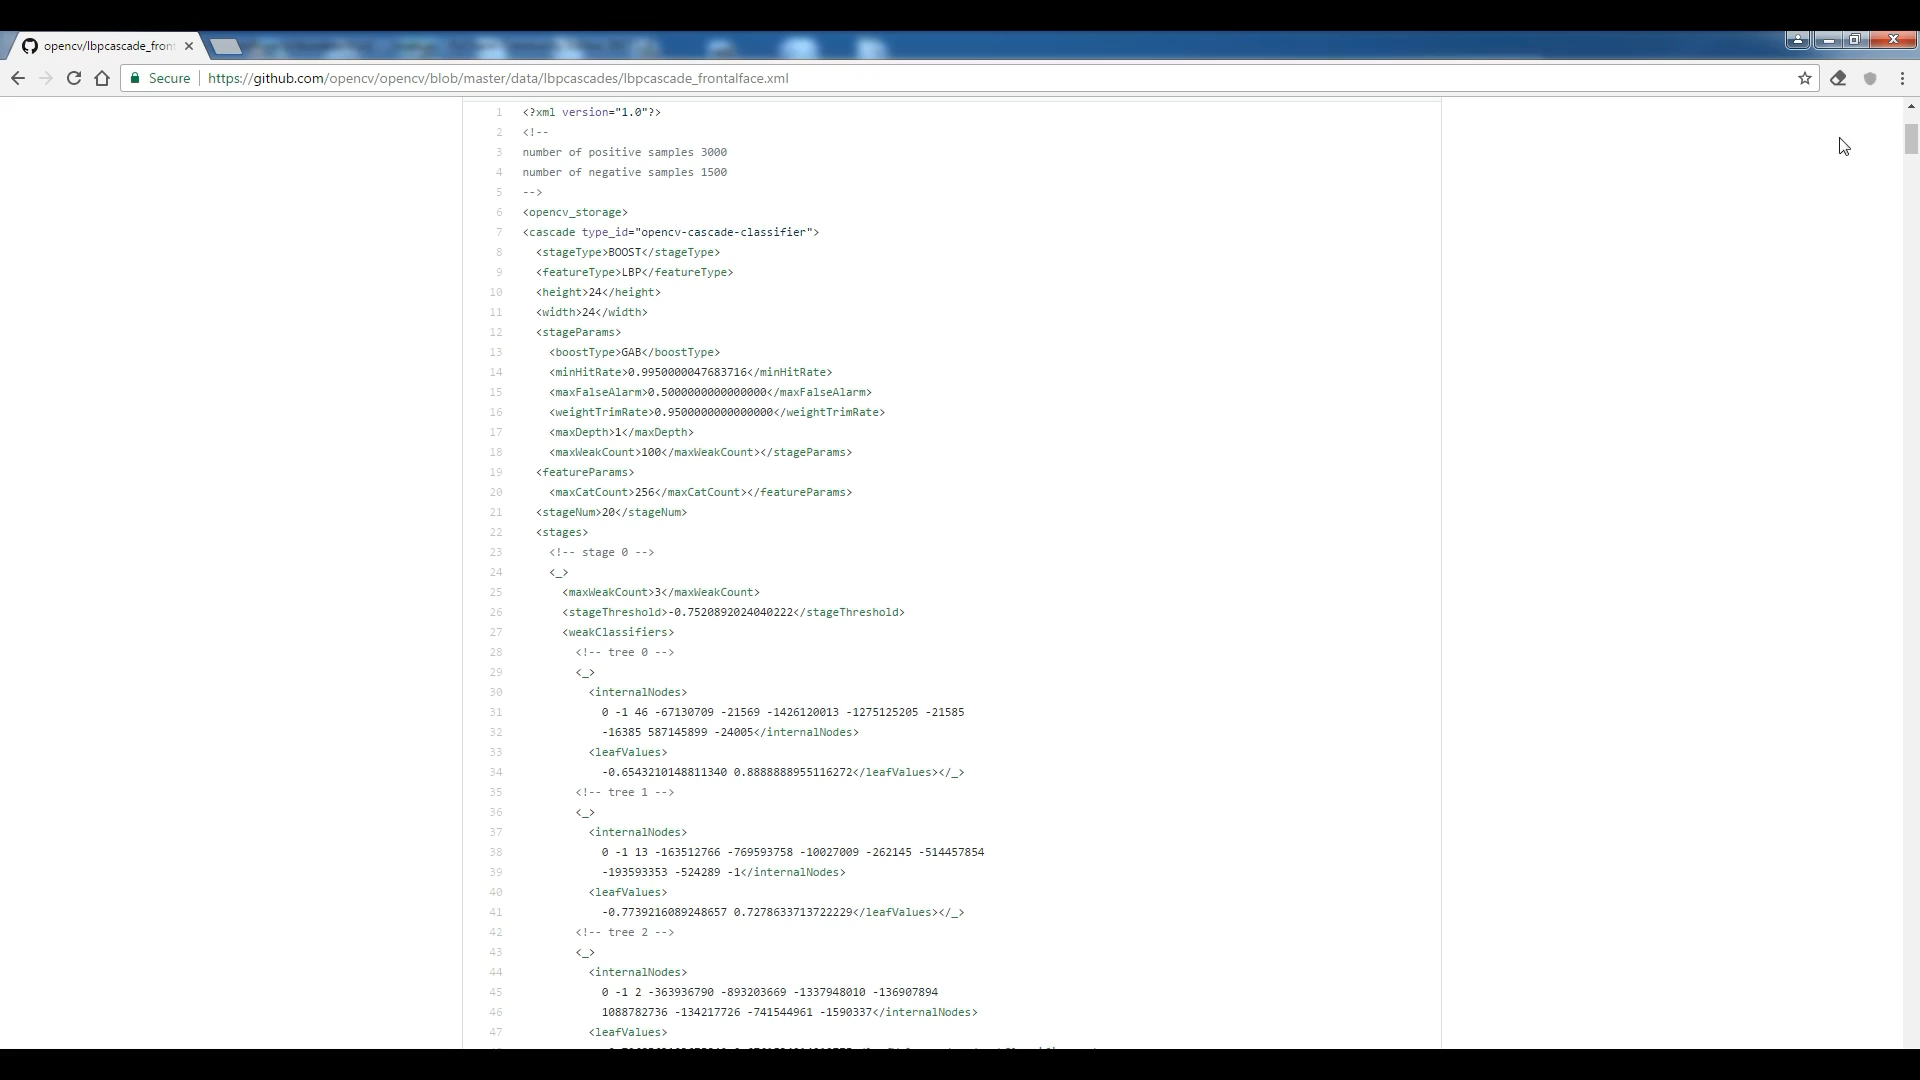 opencv/lbpcascade_front
Secure https://github.com/opencv/opencv/blob/master/data/lbpcascades/lbpcascade_frontalface.xml
1 <?xml version="1.0"?>
2 <!--
3 number of positive samples 3000
4 number of negative samples 1500
5 -->
6 <opencv_storage>
7 <cascade type_id="opencv-cascade-classifier">
8 <stageType>BOOST</stageType>
9 <featureType>LBP</featureType>
10 <height>24</height>
11 <width>24</width>
12 <stageParams>
13 <boostType>GAB</boostType>
14 <minHitRate>0.9950000047683716</minHitRate>
15 <maxFalseAlarm>0.5000000000000000</maxFalseAlarm>
16 <weightTrimRate>0.9500000000000000</weightTrimRate>
17 <maxDepth>1</maxDepth>
18 <maxWeakCount>100</maxWeakCount></stageParams>
19 <featureParams>
20 <maxCatCount>256</maxCatCount></featureParams>
21 <stageNum>20</stageNum>
22 <stages>
23 <!-- stage 0 -->
24 <_>
25 <maxWeakCount>3</maxWeakCount>
26 <stageThreshold>-0.7520892024040222</stageThreshold>
27 <weakClassifiers>
28 <!-- tree 0 -->
29 <_>
30 <internalNodes>
31 0 -1 46 -67130709 -21569 -1426120013 -1275125205 -21585
32 -16385 587145899 -24005</internalNodes>
33 <leafValues>
34 -0.6543210148811340 0.8888888955116272</leafValues></_>
35 <!-- tree 1 -->
36 <_>
37 <internalNodes>
38 0 -1 13 -163512766 -769593758 -10027009 -262145 -514457854
39 -193593353 -524289 -1</internalNodes>
40 <leafValues>
41 -0.7739216089248657 0.7278633713722229</leafValues></_>
42 <!-- tree 2 -->
43 <_>
44 <internalNodes>
45 0 -1 2 -363936790 -893203669 -1337948010 -136907894
46 1088782736 -134217726 -741544961 -1590337</internalNodes>
47 <leafValues>